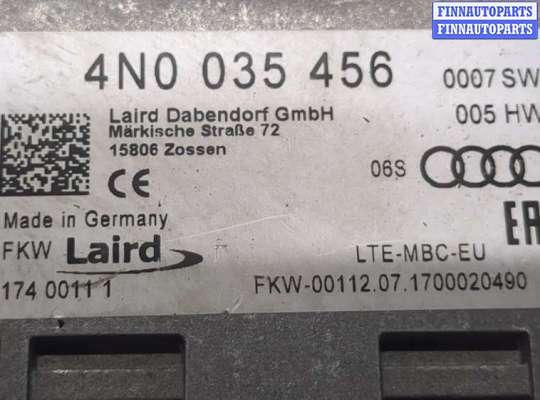 FINNAUTOPARTS
FINNAUTOPARTS
4N0 035 456
0007 SW
005 HW
Laird Dabendorf GmbH
Märkische Straße 72
15806 Zossen
CE
06S
Made in Germany
FKW Laird
LTE-MBC-EU
174 0011 1
FKW-00112.07.1700020490